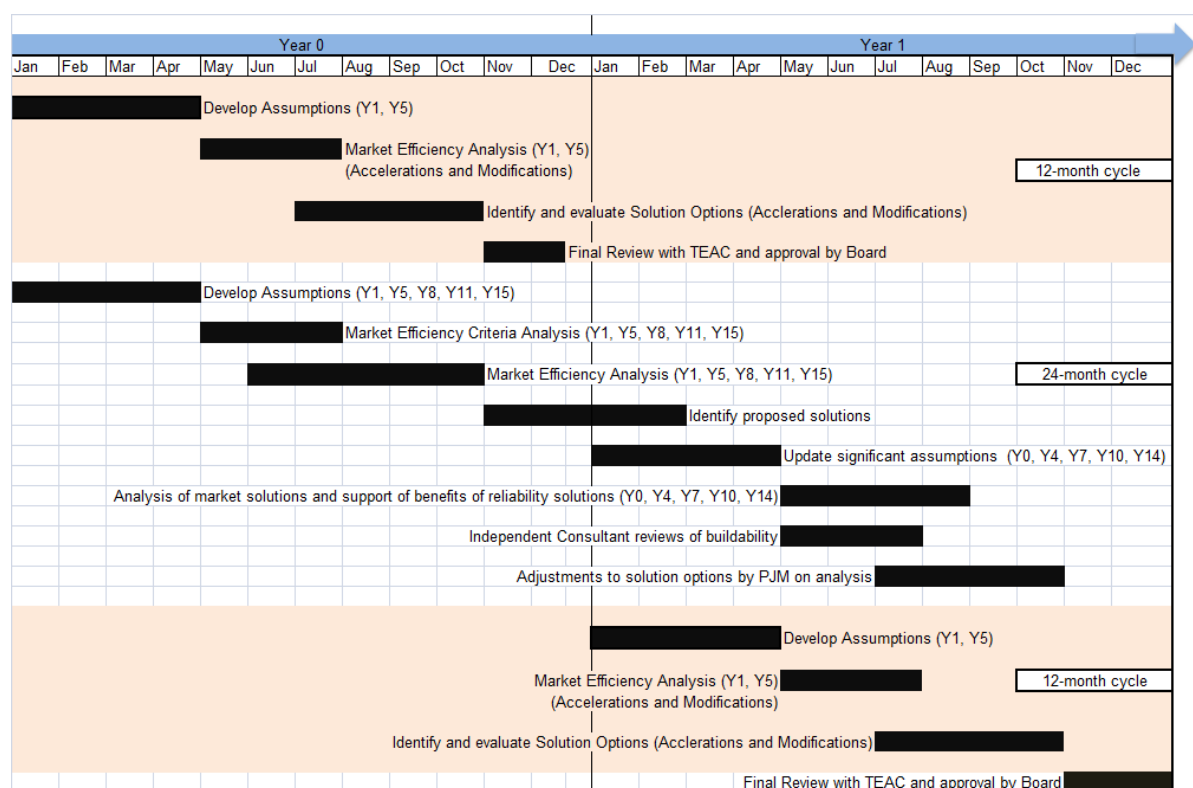 Year 0 Year 1
Jan Feb Mar Apr May Jun Jul Aug Sep Oct Nov Dec Jan Feb Mar Apr May Jun Jul Aug Sep Oct Nov Dec
Develop Assumptions (Y1, Y5)
Market Efficiency Analysis (Y1, Y5)
(Accelerations and Modifications)
12-month cycle
Identify and evaluate Solution Options (Acclerations and Modifications)
Final Review with TEAC and approval by Board
Develop Assumptions (Y1, Y5, Y8, Y11, Y15)
Market Efficiency Criteria Analysis (Y1, Y5, Y8, Y11, Y15)
Market Efficiency Analysis (Y1, Y5, Y8, Y11, Y15)
24-month cycle
Identify proposed solutions
Update significant assumptions (Y0, Y4, Y7, Y10, Y14)
Analysis of market solutions and support of benefits of reliability solutions (Y0, Y4, Y7, Y10, Y14)
Independent Consultant reviews of buildability
Adjustments to solution options by PJM on analysis
Develop Assumptions (Y1, Y5)
Market Efficiency Analysis (Y1, Y5)
(Accelerations and Modifications)
12-month cycle
Identify and evaluate Solution Options (Acclerations and Modifications)
Final Review with TEAC and approval by Board